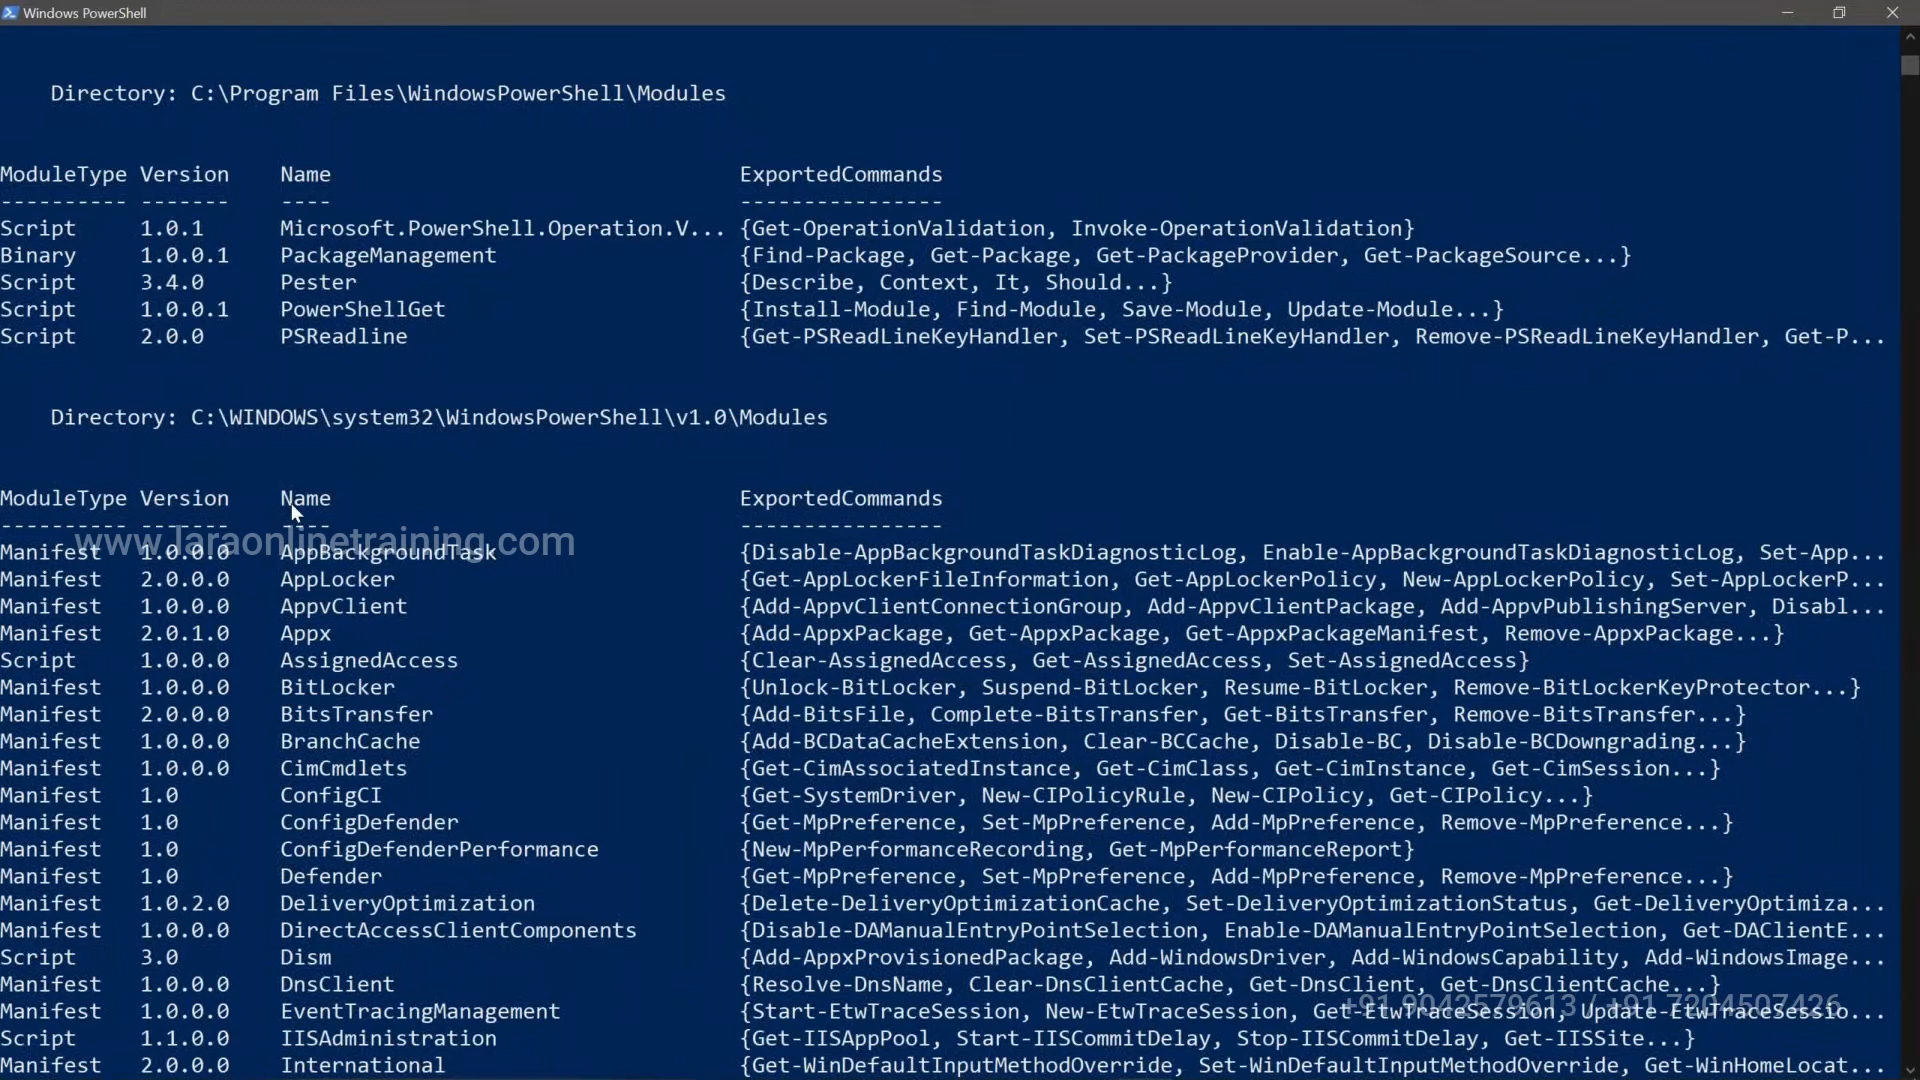 Windows PowerShell
Directory: C:\Program Files\WindowsPowerShell\Modules
ModuleType Version    Name                                ExportedCommands
---------- -------    ----                                ----------------
Script     1.0.1      Microsoft.PowerShell.Operation.V... {Get-OperationValidation, Invoke-OperationValidation}
Binary     1.0.0.1    PackageManagement                   {Find-Package, Get-Package, Get-PackageProvider, Get-PackageSource...}
Script     3.4.0      Pester                              {Describe, Context, It, Should...}
Script     1.0.0.1    PowerShellGet                       {Install-Module, Find-Module, Save-Module, Update-Module...}
Script     2.0.0      PSReadline                          {Get-PSReadLineKeyHandler, Set-PSReadLineKeyHandler, Remove-PSReadLineKeyHandler, Get-P...
Directory: C:\WINDOWS\system32\WindowsPowerShell\v1.0\Modules
ModuleType Version    Name                                ExportedCommands
---------- -------    ----                                ----------------
www.laraonlinetraining.com
Manifest   1.0.0.0    AppBackgroundTask                   {Disable-AppBackgroundTaskDiagnosticLog, Enable-AppBackgroundTaskDiagnosticLog, Set-App...
Manifest   2.0.0.0    AppLocker                           {Get-AppLockerFileInformation, Get-AppLockerPolicy, New-AppLockerPolicy, Set-AppLockerP...
Manifest   1.0.0.0    AppvClient                          {Add-AppvClientConnectionGroup, Add-AppvClientPackage, Add-AppvPublishingServer, Disabl...
Manifest   2.0.1.0    Appx                                {Add-AppxPackage, Get-AppxPackage, Get-AppxPackageManifest, Remove-AppxPackage...}
Script     1.0.0.0    AssignedAccess                      {Clear-AssignedAccess, Get-AssignedAccess, Set-AssignedAccess}
Manifest   1.0.0.0    BitLocker                           {Unlock-BitLocker, Suspend-BitLocker, Resume-BitLocker, Remove-BitLockerKeyProtector...}
Manifest   2.0.0.0    BitsTransfer                        {Add-BitsFile, Complete-BitsTransfer, Get-BitsTransfer, Remove-BitsTransfer...}
Manifest   1.0.0.0    BranchCache                         {Add-BCDataCacheExtension, Clear-BCCache, Disable-BC, Disable-BCDowngrading...}
Manifest   1.0.0.0    CimCmdlets                          {Get-CimAssociatedInstance, Get-CimClass, Get-CimInstance, Get-CimSession...}
Manifest   1.0        ConfigCI                            {Get-SystemDriver, New-CIPolicyRule, New-CIPolicy, Get-CIPolicy...}
Manifest   1.0        ConfigDefender                      {Get-MpPreference, Set-MpPreference, Add-MpPreference, Remove-MpPreference...}
Manifest   1.0        ConfigDefenderPerformance           {New-MpPerformanceRecording, Get-MpPerformanceReport}
Manifest   1.0        Defender                            {Get-MpPreference, Set-MpPreference, Add-MpPreference, Remove-MpPreference...}
Manifest   1.0.2.0    DeliveryOptimization                {Delete-DeliveryOptimizationCache, Set-DeliveryOptimizationStatus, Get-DeliveryOptimiza...
Manifest   1.0.0.0    DirectAccessClientComponents        {Disable-DAManualEntryPointSelection, Enable-DAManualEntryPointSelection, Get-DAClientE...
Script     3.0        Dism                                {Add-AppxProvisionedPackage, Add-WindowsDriver, Add-WindowsCapability, Add-WindowsImage...
Manifest   1.0.0.0    DnsClient                           {Resolve-DnsName, Clear-DnsClientCache, Get-DnsClient, Get-DnsClientCache...}
Manifest   1.0.0.0    EventTracingManagement              {Start-EtwTraceSession, New-EtwTraceSession, Get-EtwTraceSession, Update-EtwTraceSessio...
+91 9042579613 / +91 7204507426
Script     1.1.0.0    IISAdministration                   {Get-IISAppPool, Start-IISCommitDelay, Stop-IISCommitDelay, Get-IISSite...}
Manifest   2.0.0.0    International                       {Get-WinDefaultInputMethodOverride, Set-WinDefaultInputMethodOverride, Get-WinHomeLocat...